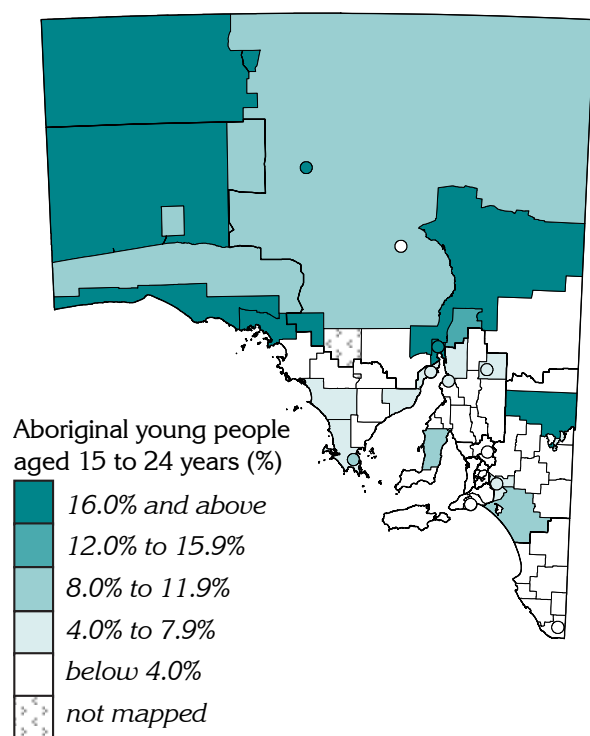 Aboriginal young people
aged 15 to 24 years (%)
16.0% and above
12.0% to 15.9%
8.0% to 11.9%
4.0% to 7.9%
below 4.0%
not mapped